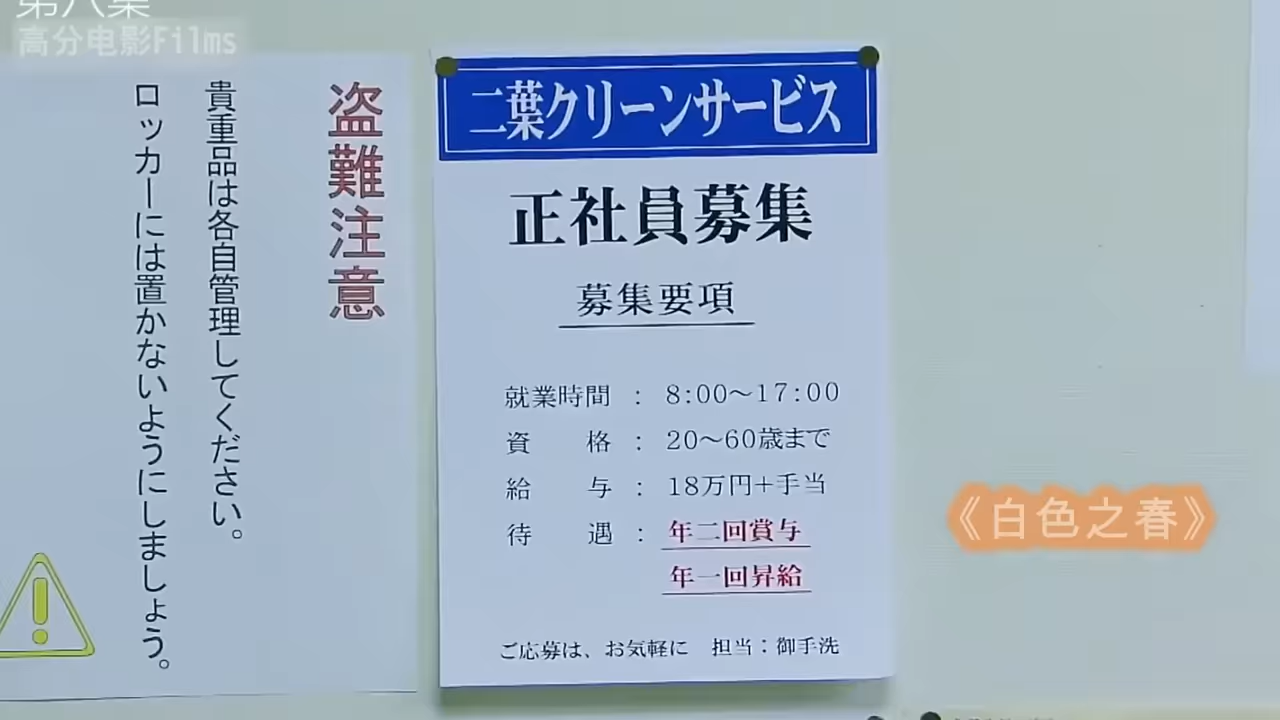 第八集
高分电影Films
盗難注意
貴重品は各自管理してください。
ロッカーには置かないようにしましょう。
二葉クリーンサービス
正社員募集
募集要項
就業時間 : 8:00〜17:00
資 格 : 20〜60歳まで
給 与 : 18万円+手当
待 遇 : 年二回賞与
年一回昇給
ご応募は、お気軽に 担当:御手洗
《白色之春》